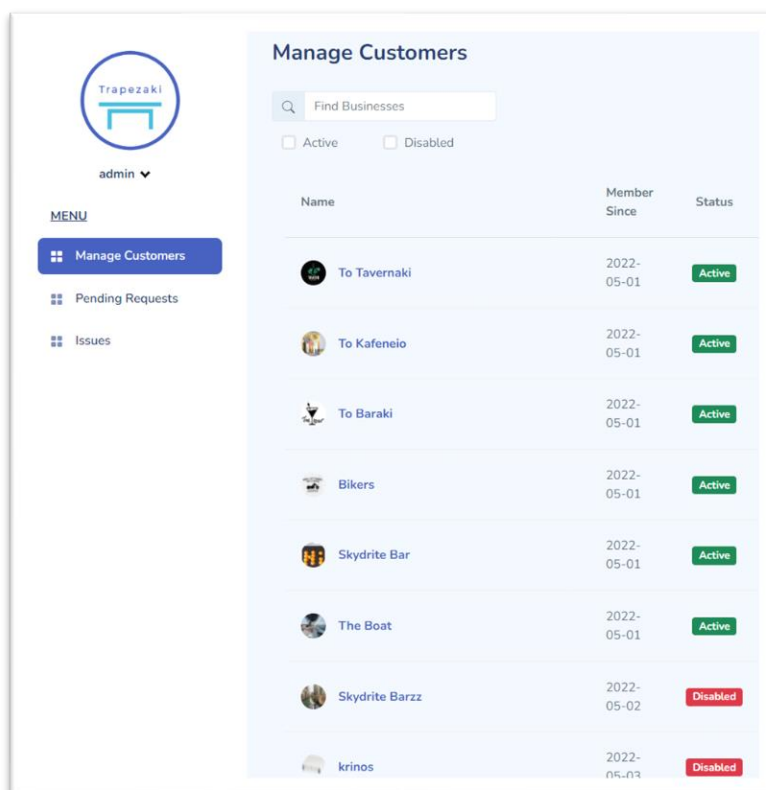 Trapezaki
admin
MENU
Manage Customers
Pending Requests
Issues
Manage Customers
Find Businesses
Active Disabled
Name Member Since Status
To Tavernaki 2022-05-01 Active
To Kafeneio 2022-05-01 Active
To Baraki 2022-05-01 Active
Bikers 2022-05-01 Active
Skydrite Bar 2022-05-01 Active
The Boat 2022-05-01 Active
Skydrite Barzz 2022-05-02 Disabled
krinos 2022-05-03 Disabled